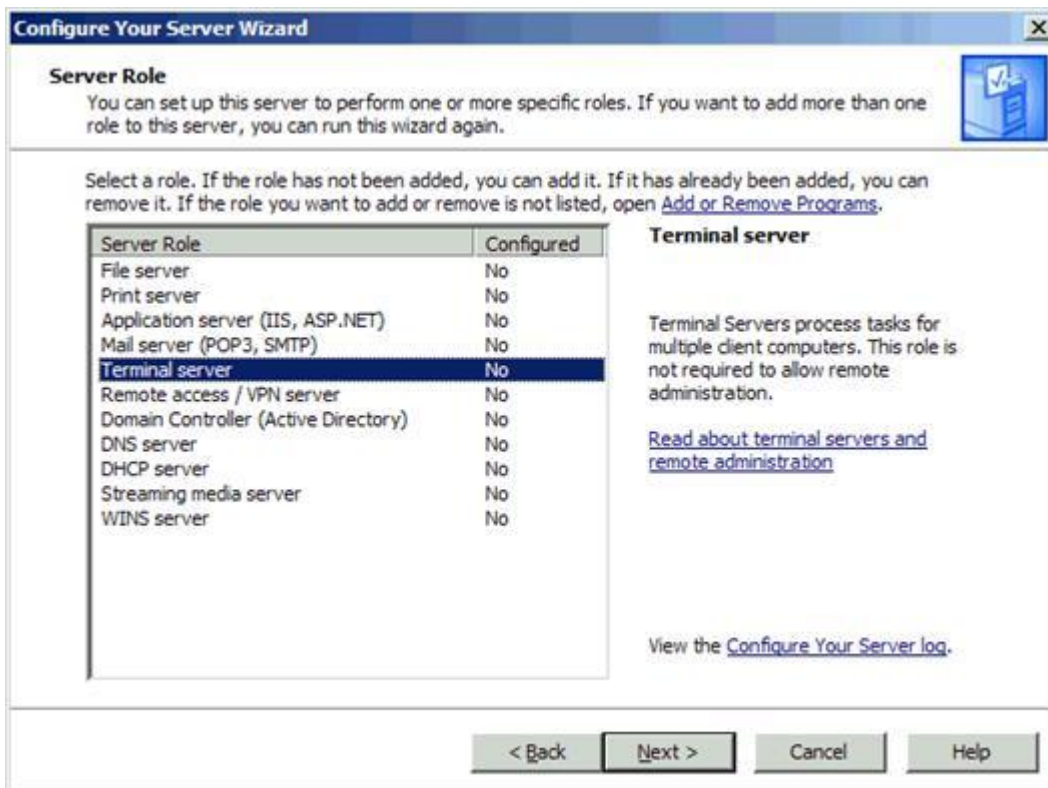 Configure Your Server Wizard
Server Role
You can set up this server to perform one or more specific roles. If you want to add more than one
role to this server, you can run this wizard again.
Select a role. If the role has not been added, you can add it. If it has already been added, you can
remove it. If the role you want to add or remove is not listed, open Add or Remove Programs.
Server Role Configured
File server No
Print server No
Application server (IIS, ASP.NET) No
Mail server (POP3, SMTP) No
Terminal server No
Remote access / VPN server No
Domain Controller (Active Directory) No
DNS server No
DHCP server No
Streaming media server No
WINS server No
Terminal server
Terminal Servers process tasks for
multiple client computers. This role is
not required to allow remote
administration.
Read about terminal servers and
remote administration
View the Configure Your Server log.
< Back Next > Cancel Help